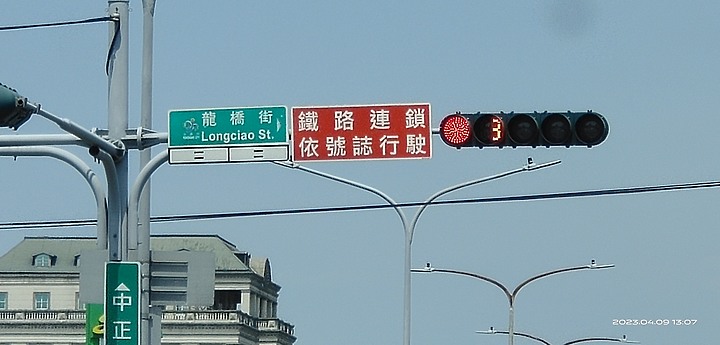 龍橋街
Longciao St.
鐵路連鎖
依號誌行駛
3
中正
2023.04.09 13:07